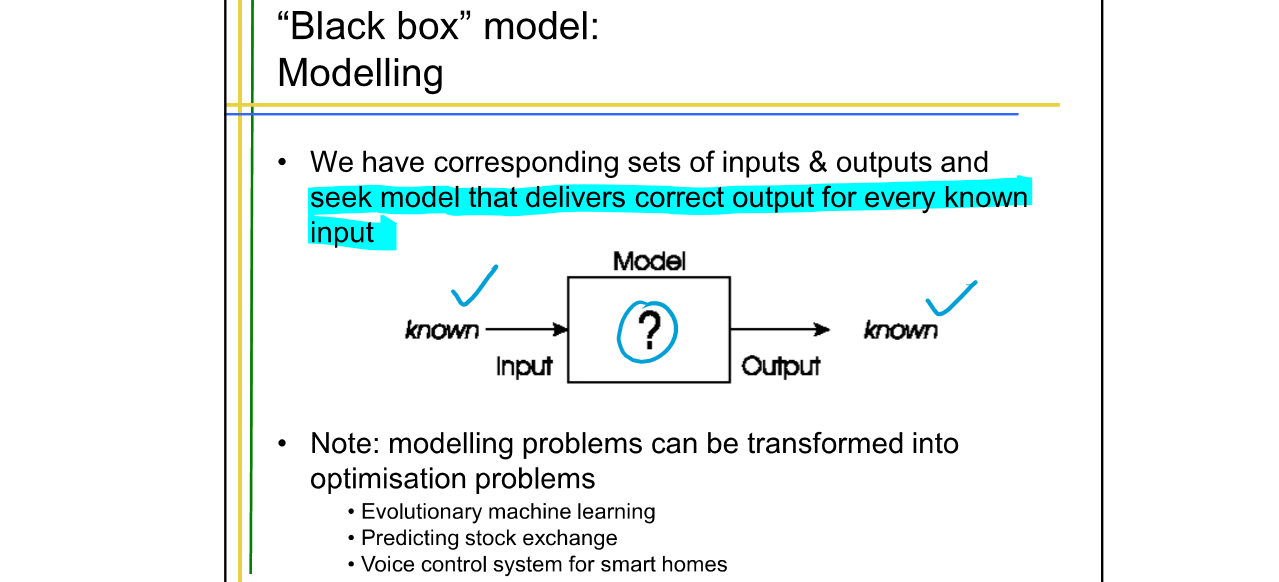 “Black box” model:
Modelling
• We have corresponding sets of inputs & outputs and
seek model that delivers correct output for every known
input
Model
known
?
known
Input
Output
• Note: modelling problems can be transformed into
optimisation problems
• Evolutionary machine learning
• Predicting stock exchange
• Voice control system for smart homes